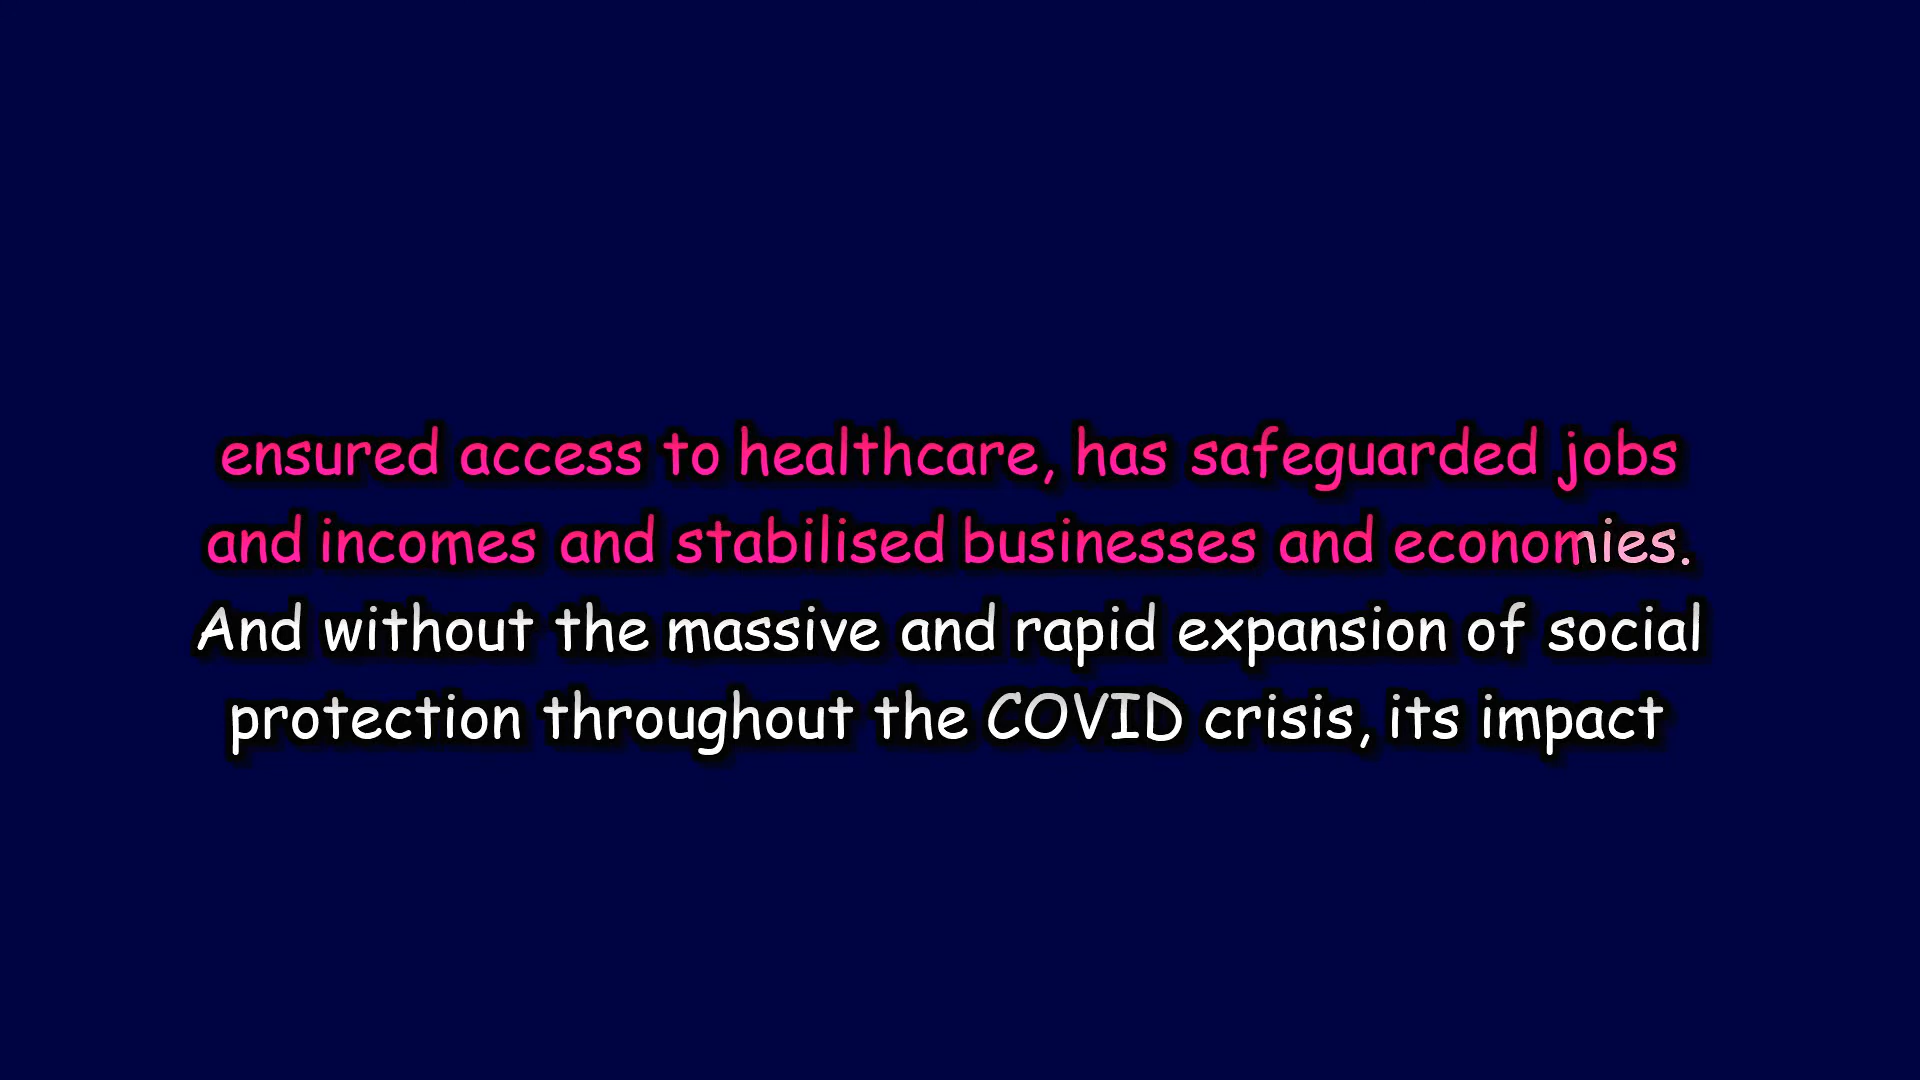 ensured access to healthcare, has safeguarded jobs
and incomes and stabilised businesses and economies.
And without the massive and rapid expansion of social
protection throughout the COVID crisis, its impact